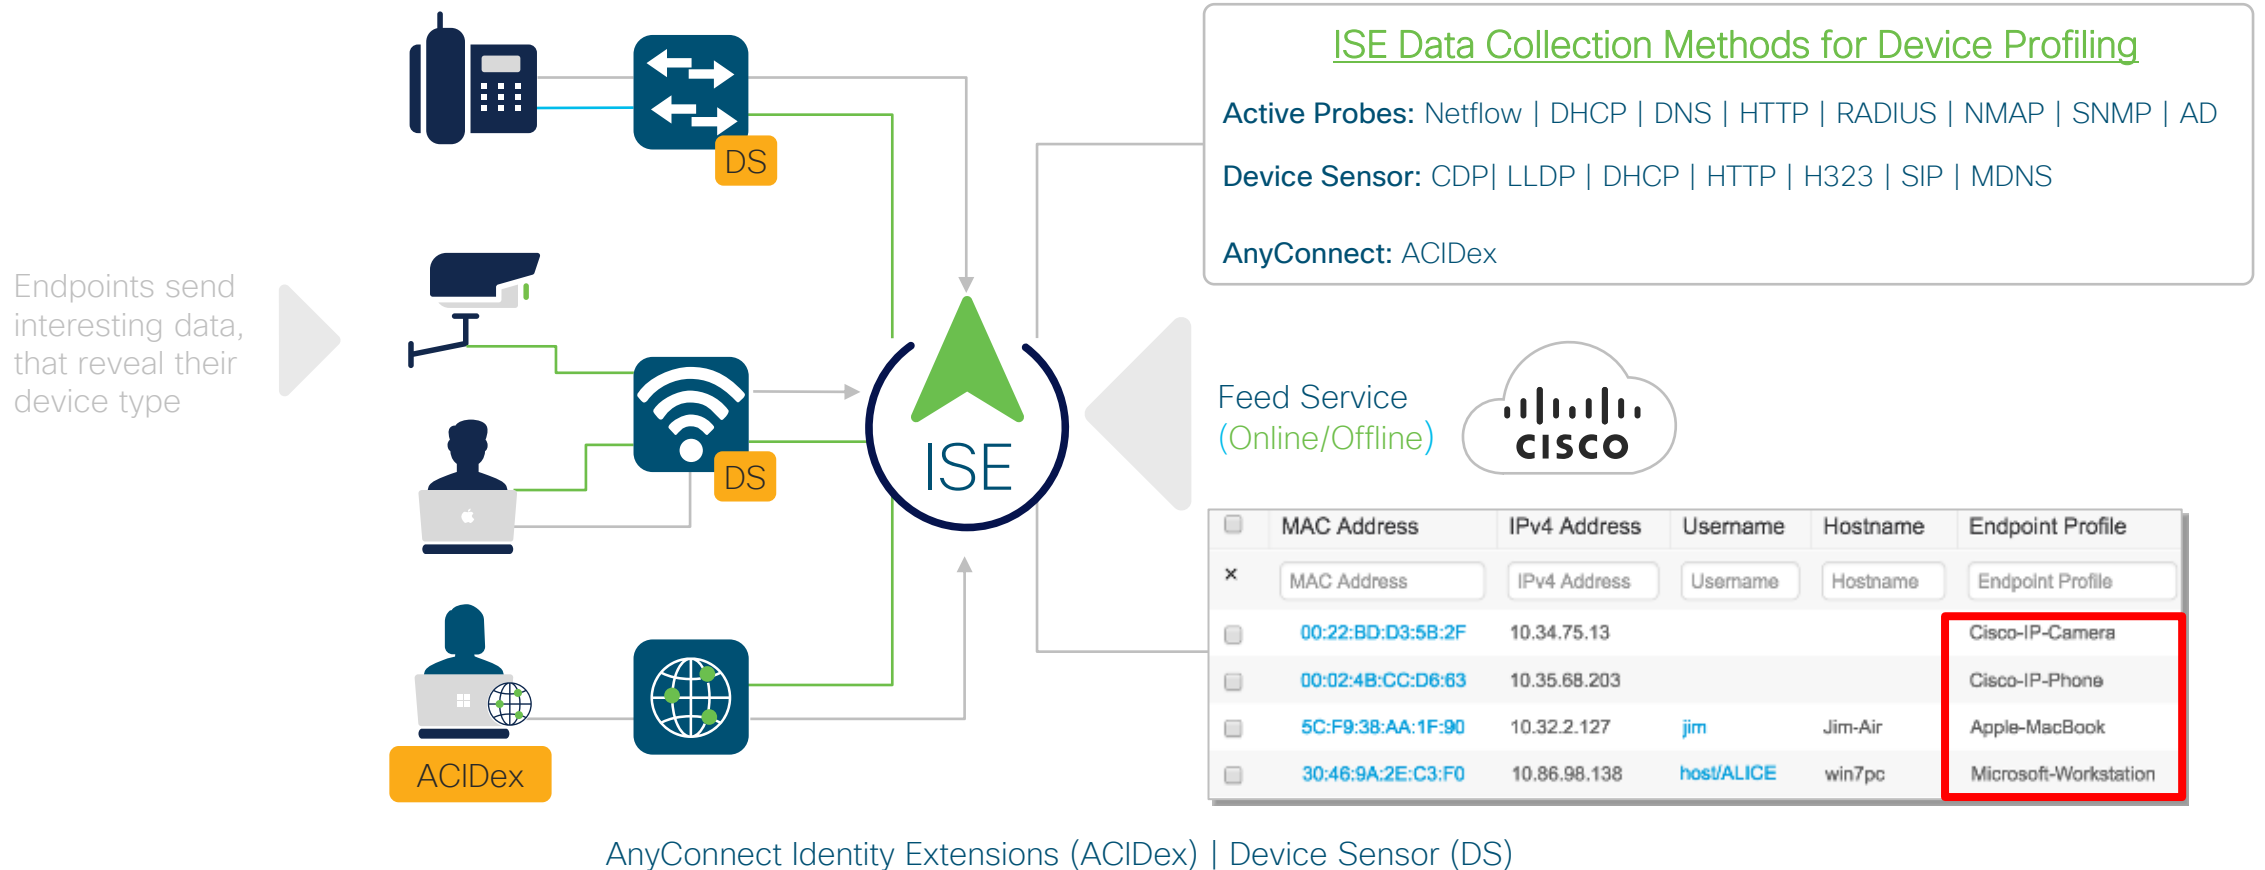 ISE Data Collection Methods for Device Profiling
Active Probes: Netflow | DHCP | DNS | HTTP | RADIUS | NMAP | SNMP | AD
Device Sensor: CDP| LLDP | DHCP | HTTP | H323 | SIP | MDNS
AnyConnect: ACIDex
DS
Endpoints send
interesting data,
that reveal their
device type
DS
ISE
ACIDex
Feed Service
(Online/Offline)
CISCO
MAC Address IPv4 Address Username Hostname Endpoint Profile
× MAC Address IPv4 Address Username Hostname Endpoint Profile
00:22:BD:D3:5B:2F 10.34.75.13 Cisco-IP-Camera
00:02:4B:CC:D6:63 10.35.68.203 Cisco-IP-Phone
5C:F9:38:AA:1F:90 10.32.2.127 jim Jim-Air Apple-MacBook
30:46:9A:2E:C3:F0 10.86.98.138 host/ALICE win7pc Microsoft-Workstation
AnyConnect Identity Extensions (ACIDex) | Device Sensor (DS)